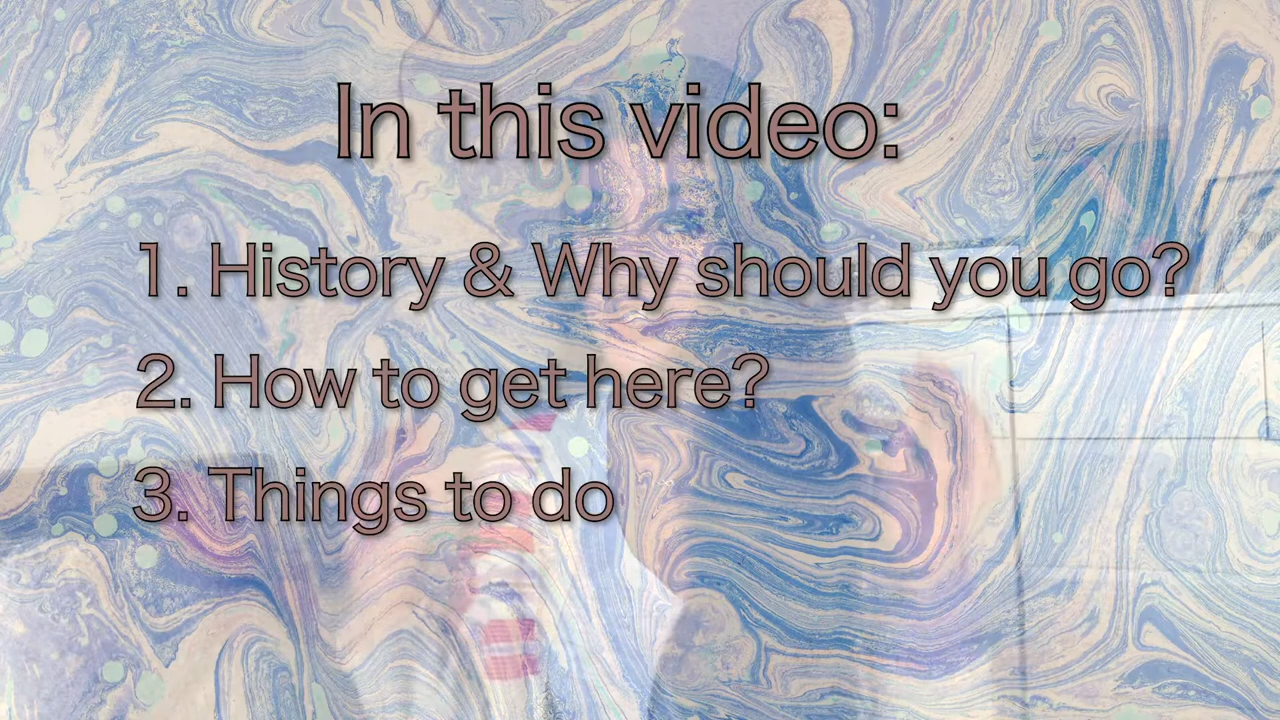 In this video:
1. History & Why should you go?
2. How to get here?
3. Things to do